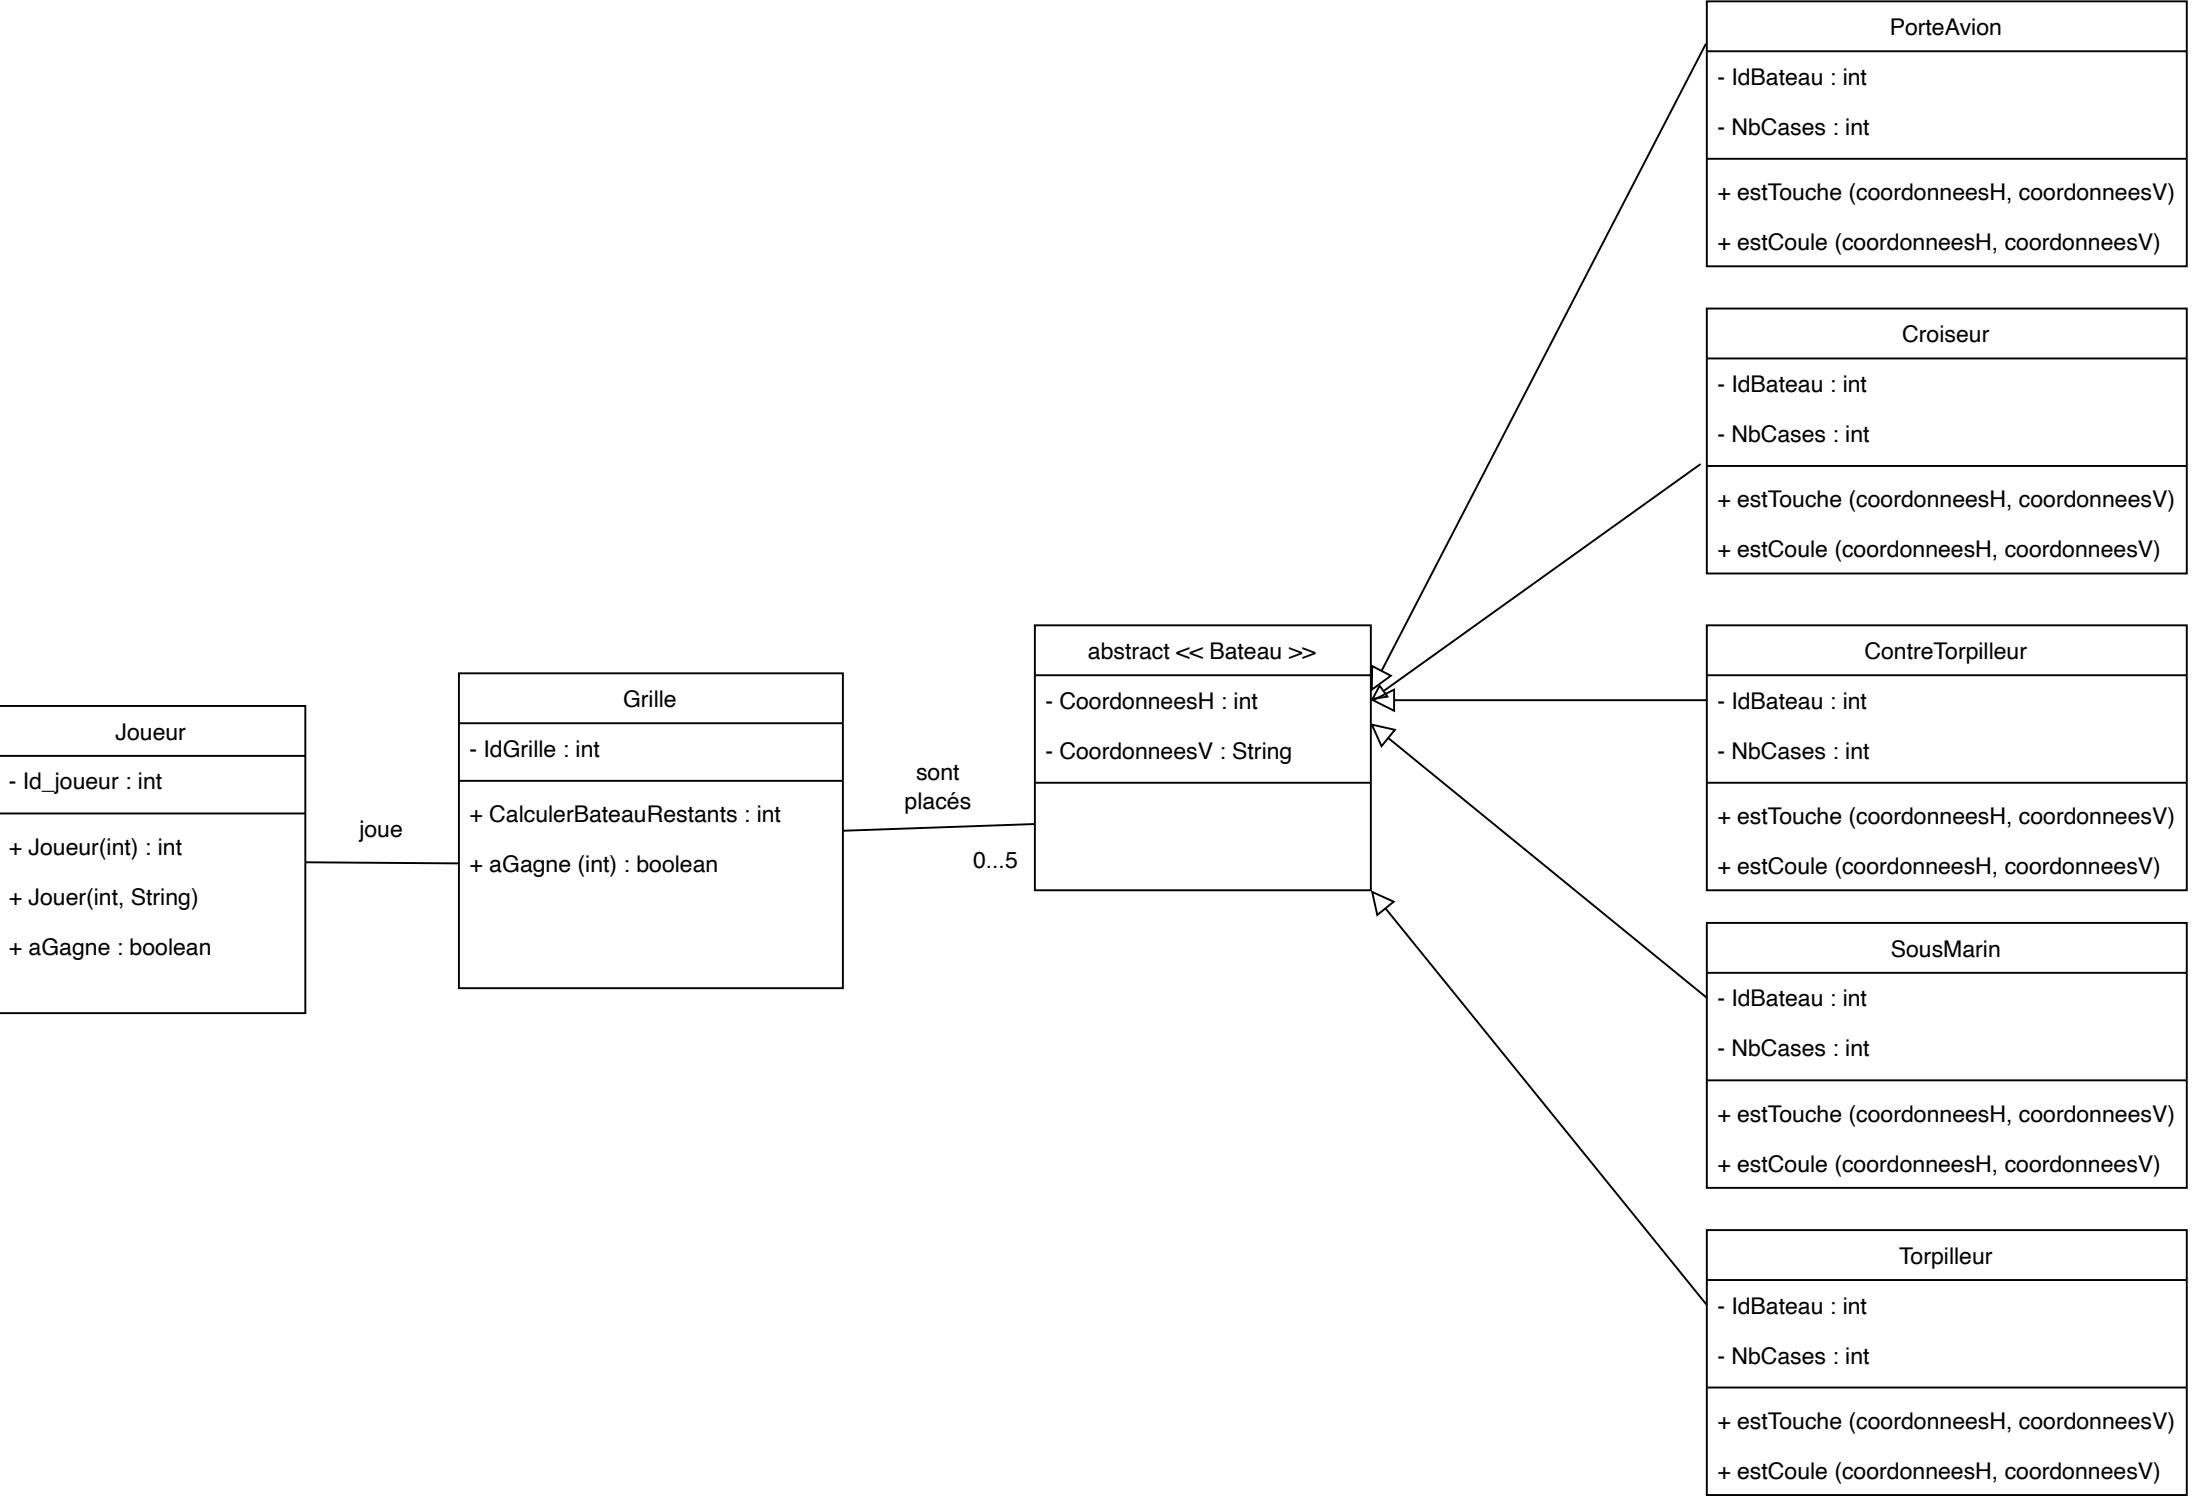 Joueur
- Id_joueur : int
+ Joueur(int) : int
+ Jouer(int, String)
+ aGagne : boolean
joue
Grille
- IdGrille : int
+ CalculerBateauRestants : int
+ aGagne (int) : boolean
sont
placés
0...5
abstract << Bateau >>
- CoordonneesH : int
- CoordonneesV : String
PorteAvion
- IdBateau : int
- NbCases : int
+ estTouche (coordonneesH, coordonneesV)
+ estCoule (coordonneesH, coordonneesV)
Croiseur
- IdBateau : int
- NbCases : int
+ estTouche (coordonneesH, coordonneesV)
+ estCoule (coordonneesH, coordonneesV)
ContreTorpilleur
- IdBateau : int
- NbCases : int
+ estTouche (coordonneesH, coordonneesV)
+ estCoule (coordonneesH, coordonneesV)
SousMarin
- IdBateau : int
- NbCases : int
+ estTouche (coordonneesH, coordonneesV)
+ estCoule (coordonneesH, coordonneesV)
Torpilleur
- IdBateau : int
- NbCases : int
+ estTouche (coordonneesH, coordonneesV)
+ estCoule (coordonneesH, coordonneesV)